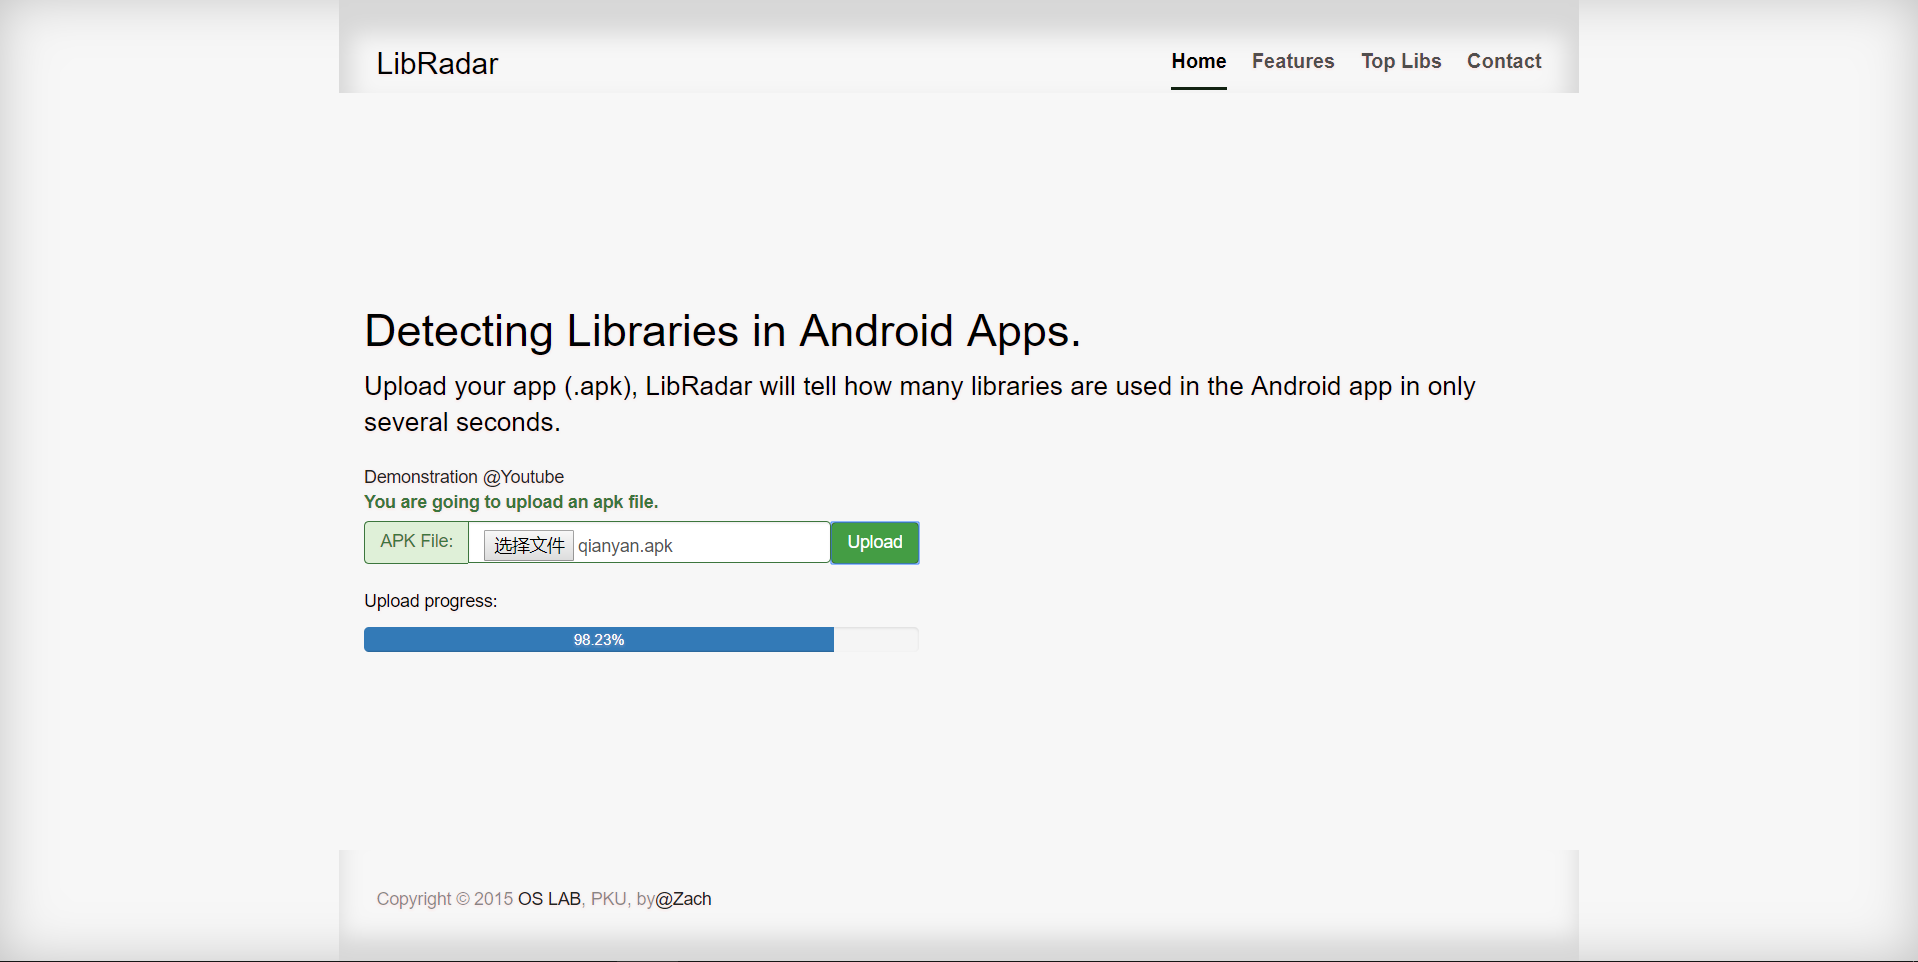 LibRadar
Home Features Top Libs Contact
Detecting Libraries in Android Apps.
Upload your app (.apk), LibRadar will tell how many libraries are used in the Android app in only
several seconds.
Demonstration @Youtube
You are going to upload an apk file.
APK File: 选择文件 qianyan.apk Upload
Upload progress:
98.23%
Copyright © 2015 OS LAB, PKU, by@Zach